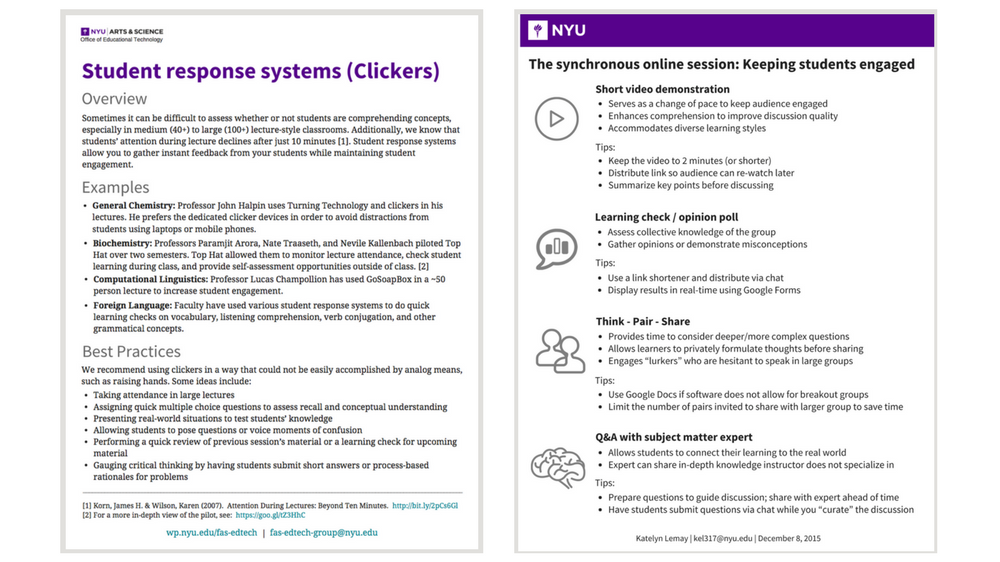 NYU | ARTS & SCIENCE
Office of Educational Technology
Student response systems (Clickers)
Overview
Sometimes it can be difficult to assess whether or not students are comprehending concepts,
especially in medium (40+) to large (100+) lecture-style classrooms. Additionally, we know that
students' attention during lecture declines after just 10 minutes [1]. Student response systems
allow you to gather instant feedback from your students while maintaining student
engagement.
Examples
• General Chemistry: Professor John Halpin uses Turning Technology and clickers in his
lectures. He prefers the dedicated clicker devices in order to avoid distractions from
students using laptops or mobile phones.
• Biochemistry: Professors Paramjit Arora, Nate Traaseth, and Nevile Kallenbach piloted Top
Hat over two semesters. Top Hat allowed them to monitor lecture attendance, check student
learning during class, and provide self-assessment opportunities outside of class. [2]
• Computational Linguistics: Professor Lucas Champollion has used GoSoapBox in a ~50
person lecture to increase student engagement.
• Foreign Language: Faculty have used various student response systems to do quick
learning checks on vocabulary, listening comprehension, verb conjugation, and other
grammatical concepts.
Best Practices
We recommend using clickers in a way that could not be easily accomplished by analog means,
such as raising hands. Some ideas include:
• Taking attendance in large lectures
• Assigning quick multiple choice questions to assess recall and conceptual understanding
• Presenting real-world situations to test students' knowledge
• Allowing students to pose questions or voice moments of confusion
• Performing a quick review of previous session's material or a learning check for upcoming
material
• Gauging critical thinking by having students submit short answers or process-based
rationales for problems
[1] Korn, James H. & Wilson, Karen (2007). Attention During Lectures: Beyond Ten Minutes. http://bit.ly/2pCs6Gl
[2] For a more in-depth view of the pilot, see: https://goo.gl/tZ3HhC
wp.nyu.edu/fas-edtech | fas-edtech-group@nyu.edu
NYU
The synchronous online session: Keeping students engaged
Short video demonstration
• Serves as a change of pace to keep audience engaged
• Enhances comprehension to improve discussion quality
• Accommodates diverse learning styles
Tips:
• Keep the video to 2 minutes (or shorter)
• Distribute link so audience can re-watch later
• Summarize key points before discussing
Learning check / opinion poll
• Assess collective knowledge of the group
• Gather opinions or demonstrate misconceptions
Tips:
• Use a link shortener and distribute via chat
• Display results in real-time using Google Forms
Think - Pair - Share
• Provides time to consider deeper/more complex questions
• Allows learners to privately formulate thoughts before sharing
• Engages "lurkers" who are hesitant to speak in large groups
Tips:
• Use Google Docs if software does not allow for breakout groups
• Limit the number of pairs invited to share with larger group to save time
Q&A with subject matter expert
• Allows students to connect their learning to the real world
• Expert can share in-depth knowledge instructor does not specialize in
Tips:
• Prepare questions to guide discussion; share with expert ahead of time
• Have students submit questions via chat while you "curate" the discussion
Katelyn Lemay | kel317@nyu.edu | December 8, 2015